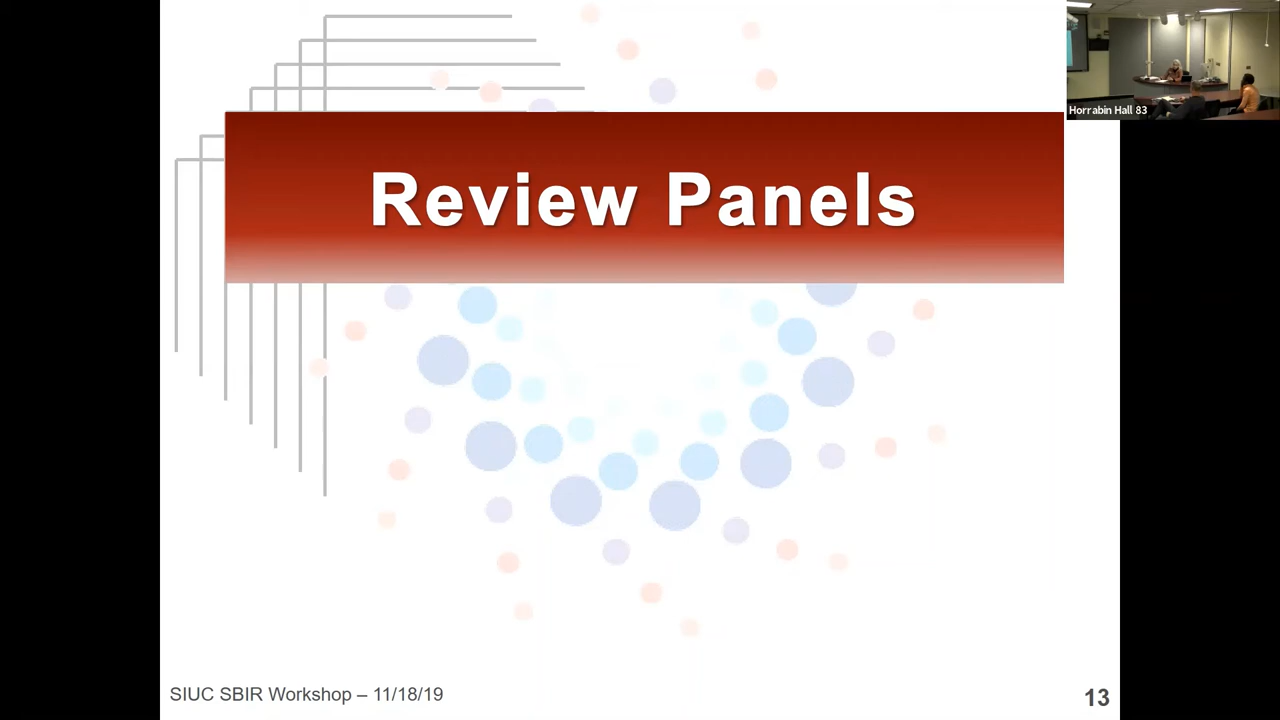 Horrabin Hall 83
Review Panels
SIUC SBIR Workshop – 11/18/19
13